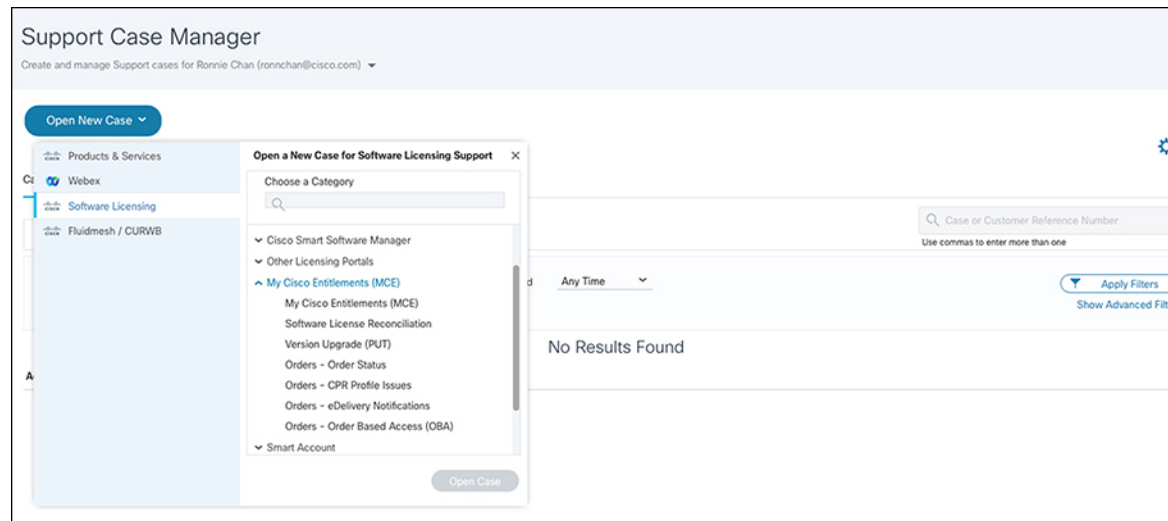 Support Case Manager
Create and manage Support cases for Ronnie Chan (ronnchan@cisco.com)
Open New Case
Products & Services
Webex
Software Licensing
Fluidmesh / CURWB
Open a New Case for Software Licensing Support
Choose a Category
Cisco Smart Software Manager
Other Licensing Portals
My Cisco Entitlements (MCE)
My Cisco Entitlements (MCE)
Software License Reconciliation
Version Upgrade (PUT)
Orders - Order Status
Orders - CPR Profile Issues
Orders - eDelivery Notifications
Orders - Order Based Access (OBA)
Smart Account
Open Case
Case or Customer Reference Number
Use commas to enter more than one
Any Time
Apply Filters
Show Advanced Filt
No Results Found